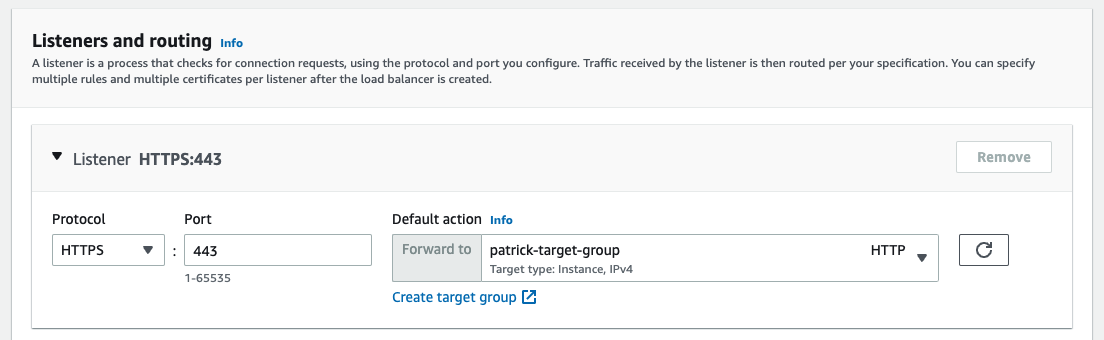 Listeners and routing Info
A listener is a process that checks for connection requests, using the protocol and port you configure. Traffic received by the listener is then routed per your specification. You can specify
multiple rules and multiple certificates per listener after the load balancer is created.
Listener HTTPS:443
Remove
Protocol
Port
Default action Info
HTTPS
:
443
Forward to
patrick-target-group
HTTP
Target type: Instance, IPv4
1-65535
Create target group